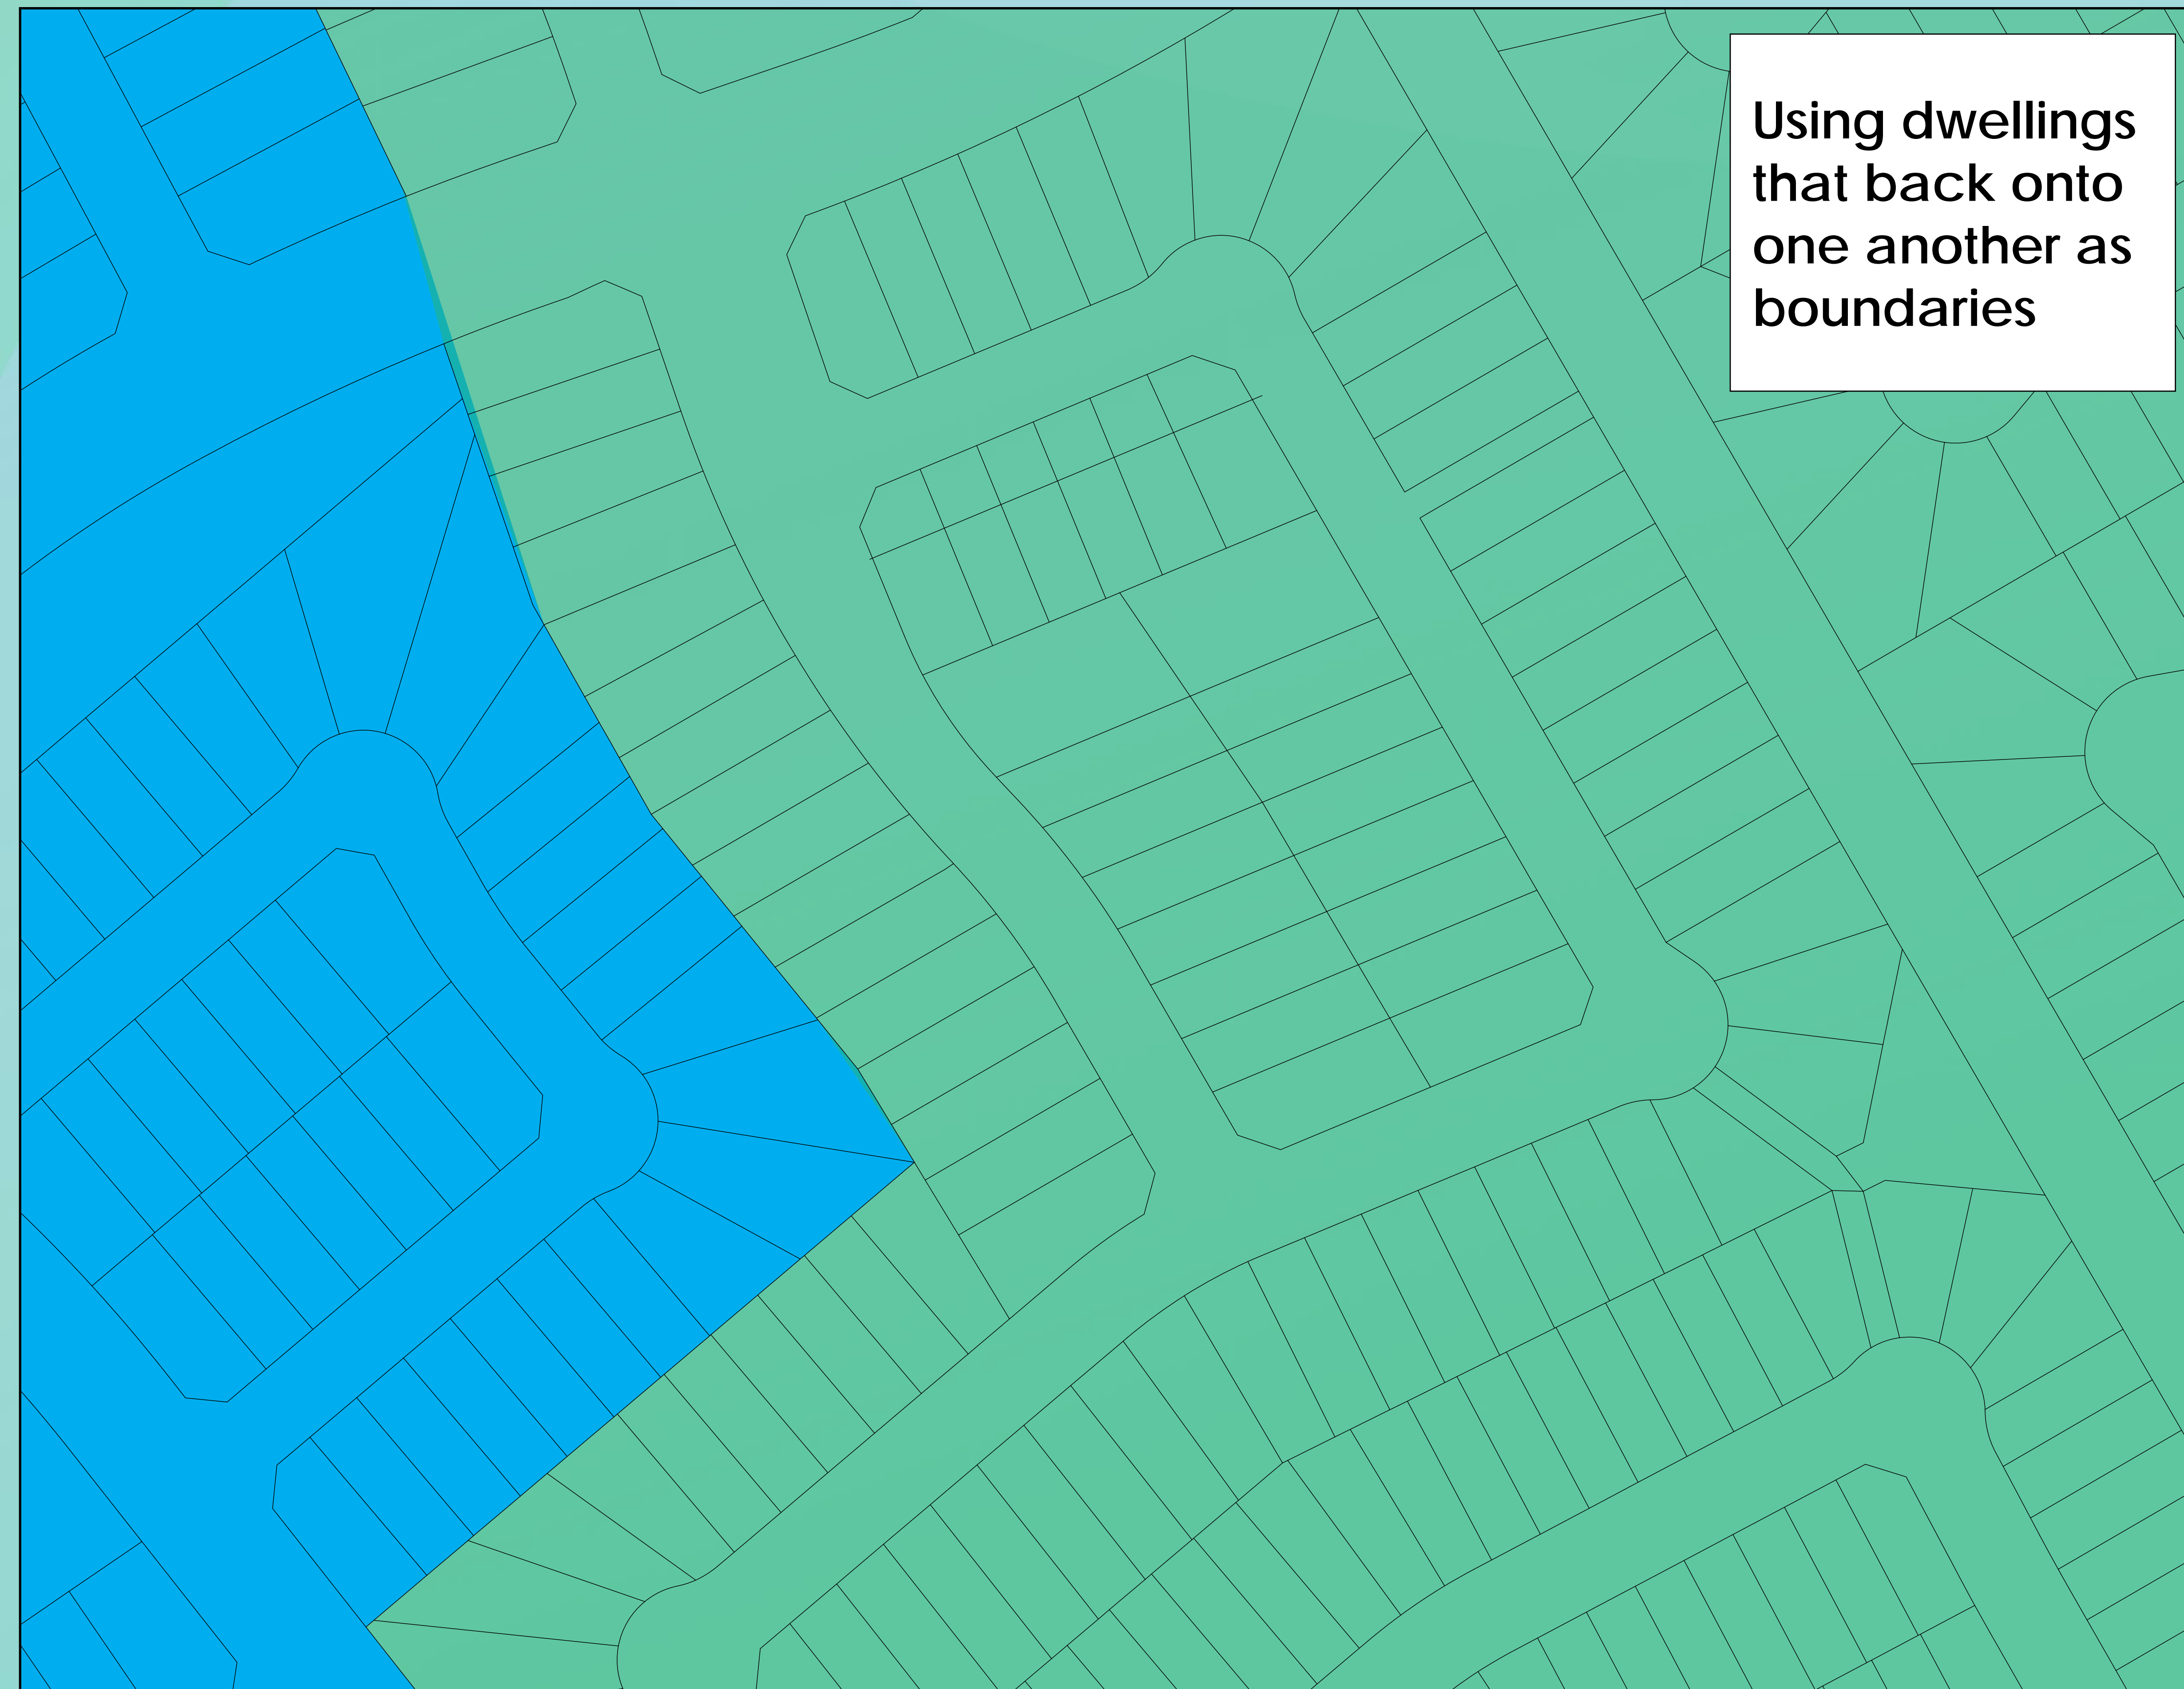 Using dwellings
that back onto
one another as
boundaries